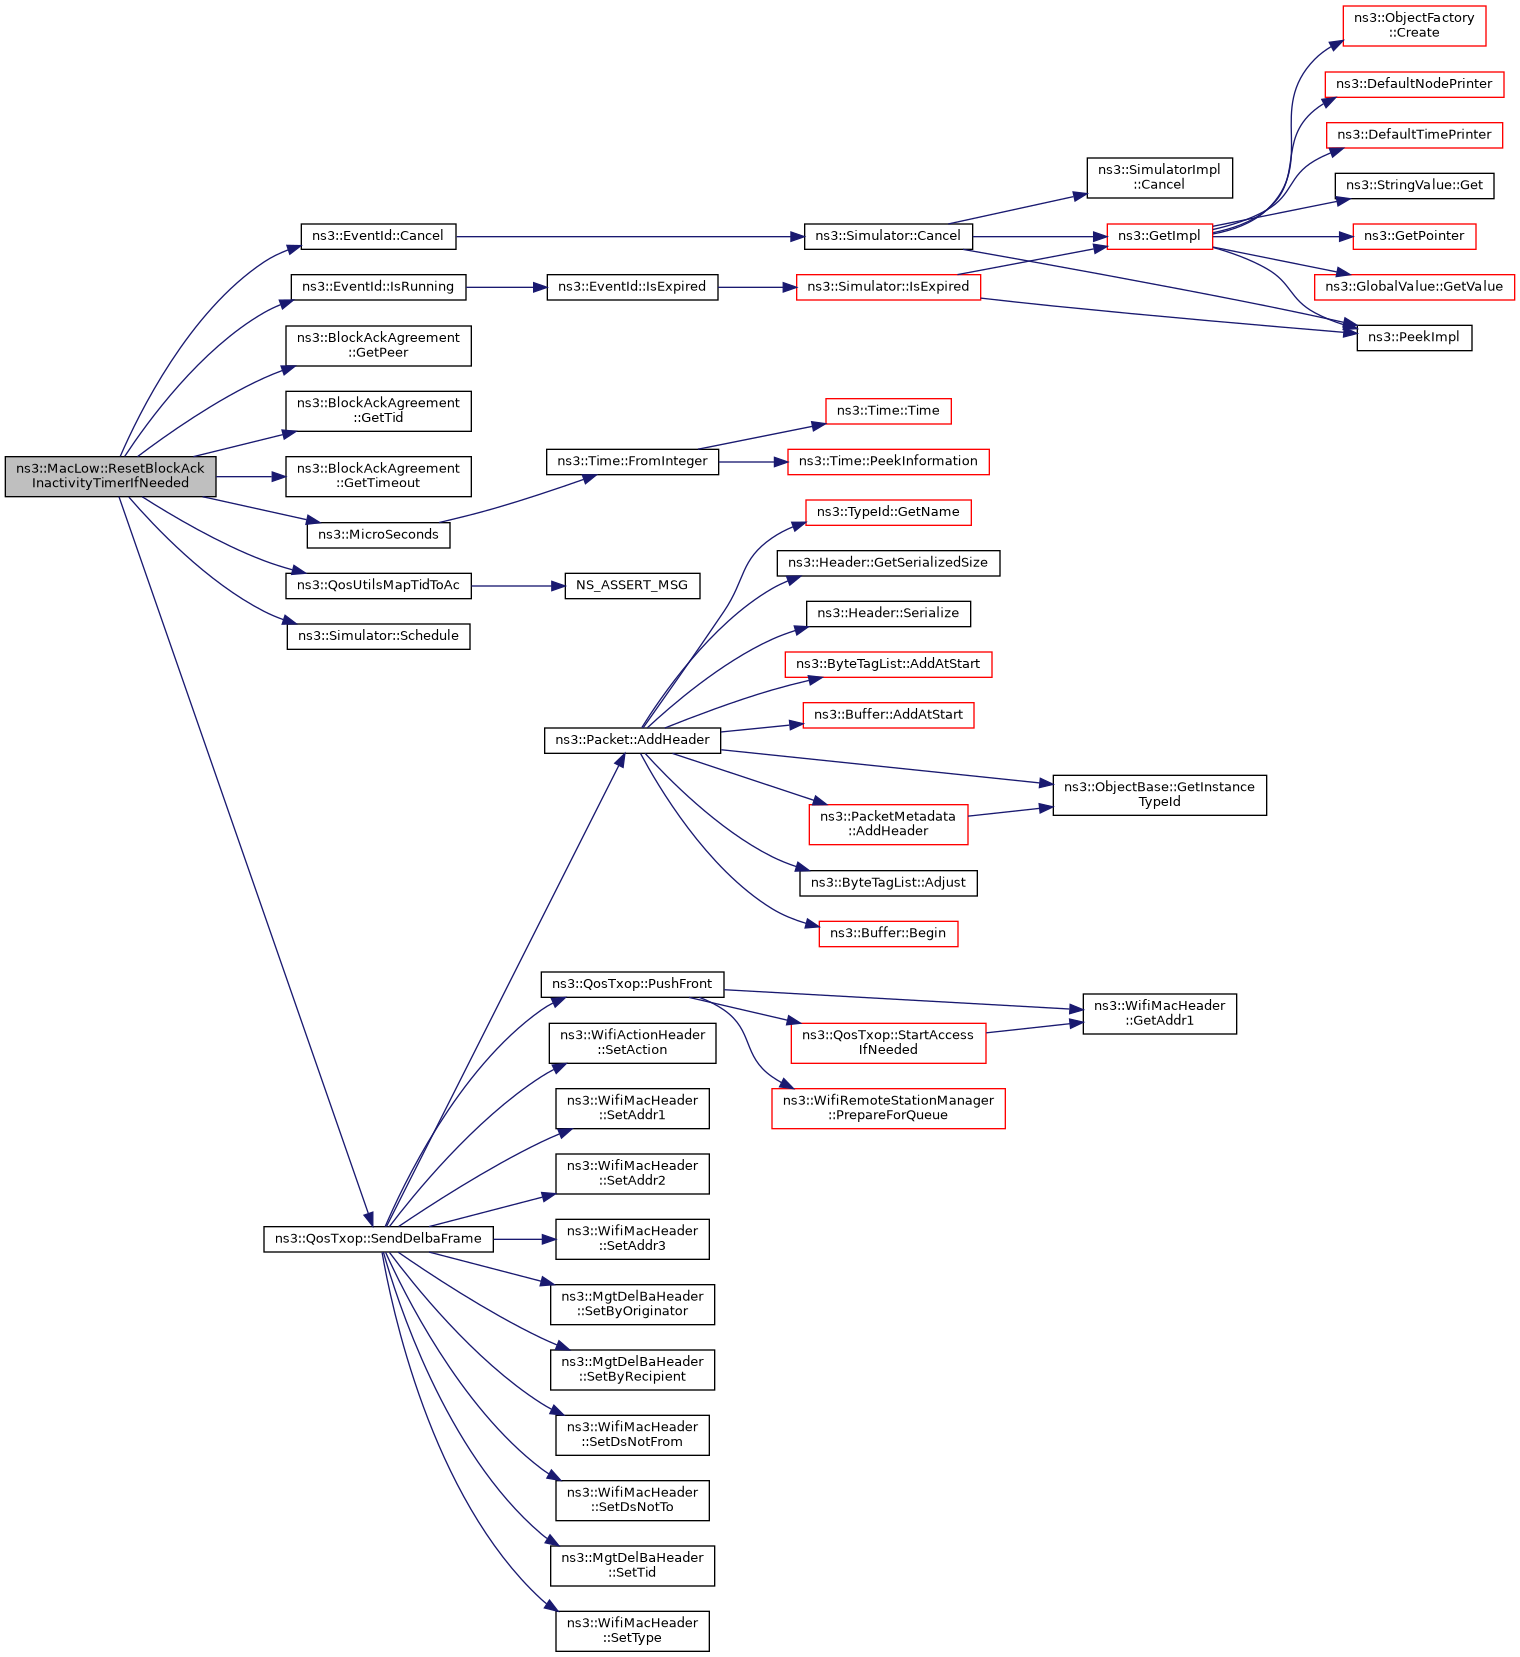 ns3::ObjectFactory
::Create
ns3::DefaultNodePrinter
ns3::DefaultTimePrinter
ns3::SimulatorImpl
::Cancel
ns3::StringValue::Get
ns3::EventId::Cancel
ns3::Simulator::Cancel
ns3::GetImpl
ns3::GetPointer
ns3::EventId::IsRunning
ns3::EventId::IsExpired
ns3::Simulator::IsExpired
ns3::GlobalValue::GetValue
ns3::BlockAckAgreement
::GetPeer
ns3::PeekImpl
ns3::BlockAckAgreement
::GetTid
ns3::Time::Time
ns3::MacLow::ResetBlockAck
InactivityTimerIfNeeded
ns3::BlockAckAgreement
::GetTimeout
ns3::Time::FromInteger
ns3::Time::PeekInformation
ns3::MicroSeconds
ns3::TypeId::GetName
ns3::Header::GetSerializedSize
ns3::QosUtilsMapTidToAc
NS_ASSERT_MSG
ns3::Header::Serialize
ns3::Simulator::Schedule
ns3::ByteTagList::AddAtStart
ns3::Buffer::AddAtStart
ns3::Packet::AddHeader
ns3::ObjectBase::GetInstance
TypeId
ns3::PacketMetadata
::AddHeader
ns3::ByteTagList::Adjust
ns3::Buffer::Begin
ns3::QosTxop::PushFront
ns3::WifiMacHeader
::GetAddr1
ns3::WifiActionHeader
::SetAction
ns3::QosTxop::StartAccess
IfNeeded
ns3::WifiMacHeader
::SetAddr1
ns3::WifiRemoteStationManager
::PrepareForQueue
ns3::WifiMacHeader
::SetAddr2
ns3::QosTxop::SendDelbaFrame
ns3::WifiMacHeader
::SetAddr3
ns3::MgtDelBaHeader
::SetByOriginator
ns3::MgtDelBaHeader
::SetByRecipient
ns3::WifiMacHeader
::SetDsNotFrom
ns3::WifiMacHeader
::SetDsNotTo
ns3::MgtDelBaHeader
::SetTid
ns3::WifiMacHeader
::SetType